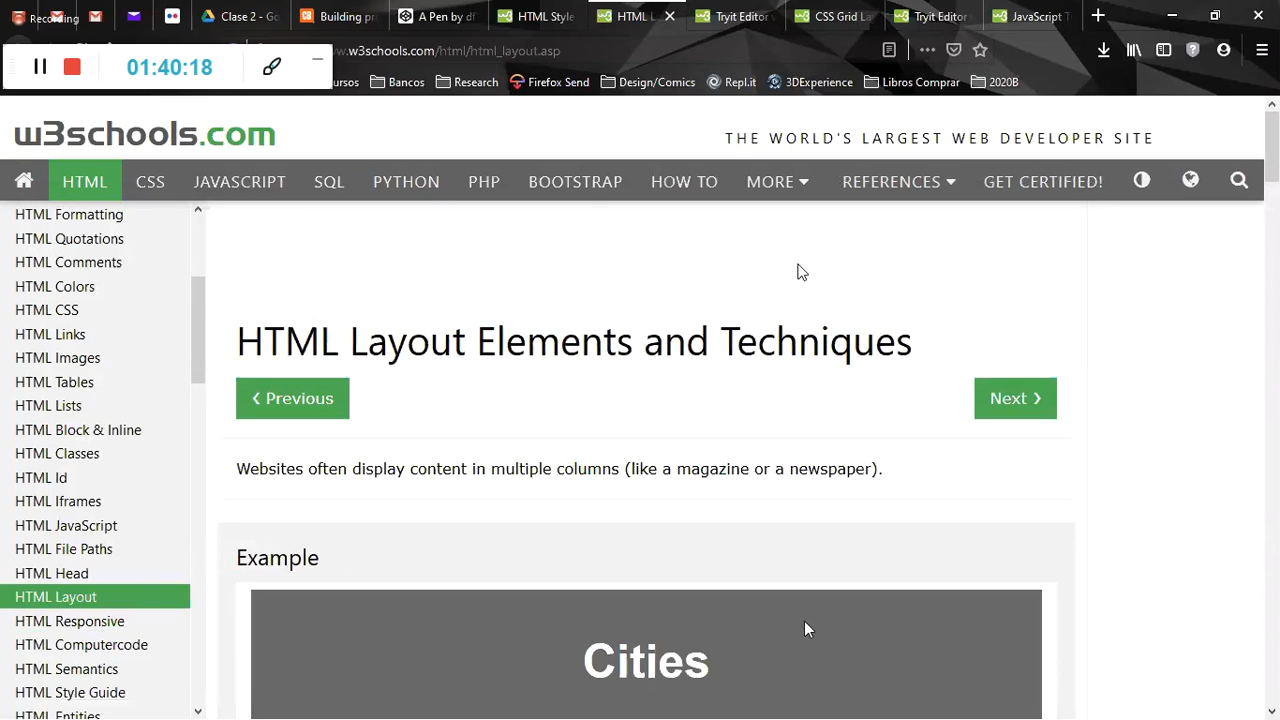 Recording
Clase 2 - Go
Building pr
A Pen by df
HTML Style
HTML L
Tryit Editor
CSS Grid La
Tryit Editor
JavaScript T
01:40:18
w3schools.com/html/html_layout.asp
Bancos
Research
Firefox Send
Design/Comics
Repl.it
3DExperience
Libros Comprar
2020B
w3schools.com
THE WORLD'S LARGEST WEB DEVELOPER SITE
HTML
CSS
JAVASCRIPT
SQL
PYTHON
PHP
BOOTSTRAP
HOW TO
MORE
REFERENCES
GET CERTIFIED!
HTML Formatting
HTML Quotations
HTML Comments
HTML Colors
HTML CSS
HTML Links
HTML Images
HTML Tables
HTML Lists
HTML Block & Inline
HTML Classes
HTML Id
HTML Iframes
HTML JavaScript
HTML File Paths
HTML Head
HTML Layout
HTML Responsive
HTML Computercode
HTML Semantics
HTML Style Guide
HTML Entities
HTML Layout Elements and Techniques
❮ Previous
Next ❯
Websites often display content in multiple columns (like a magazine or a newspaper).
Example
Cities